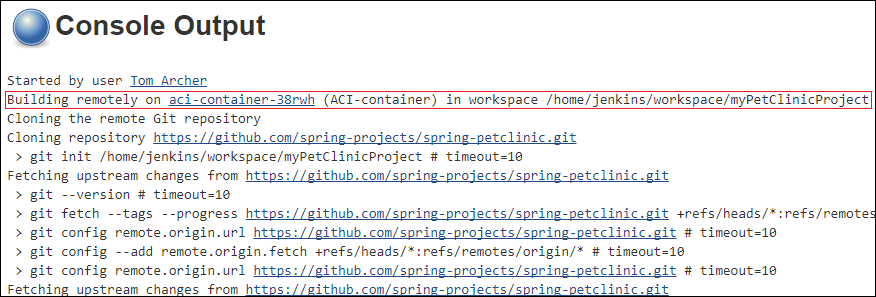 Console Output
Started by user Tom Archer
Building remotely on aci-container-38rwh (ACI-container) in workspace /home/jenkins/workspace/myPetClinicProject
Cloning the remote Git repository
Cloning repository https://github.com/spring-projects/spring-petclinic.git
 > git init /home/jenkins/workspace/myPetClinicProject # timeout=10
Fetching upstream changes from https://github.com/spring-projects/spring-petclinic.git
 > git --version # timeout=10
 > git fetch --tags --progress https://github.com/spring-projects/spring-petclinic.git +refs/heads/*:refs/remotes
 > git config remote.origin.url https://github.com/spring-projects/spring-petclinic.git # timeout=10
 > git config --add remote.origin.fetch +refs/heads/*:refs/remotes/origin/* # timeout=10
 > git config remote.origin.url https://github.com/spring-projects/spring-petclinic.git # timeout=10
Fetching upstream changes from https://github.com/spring-projects/spring-petclinic.git